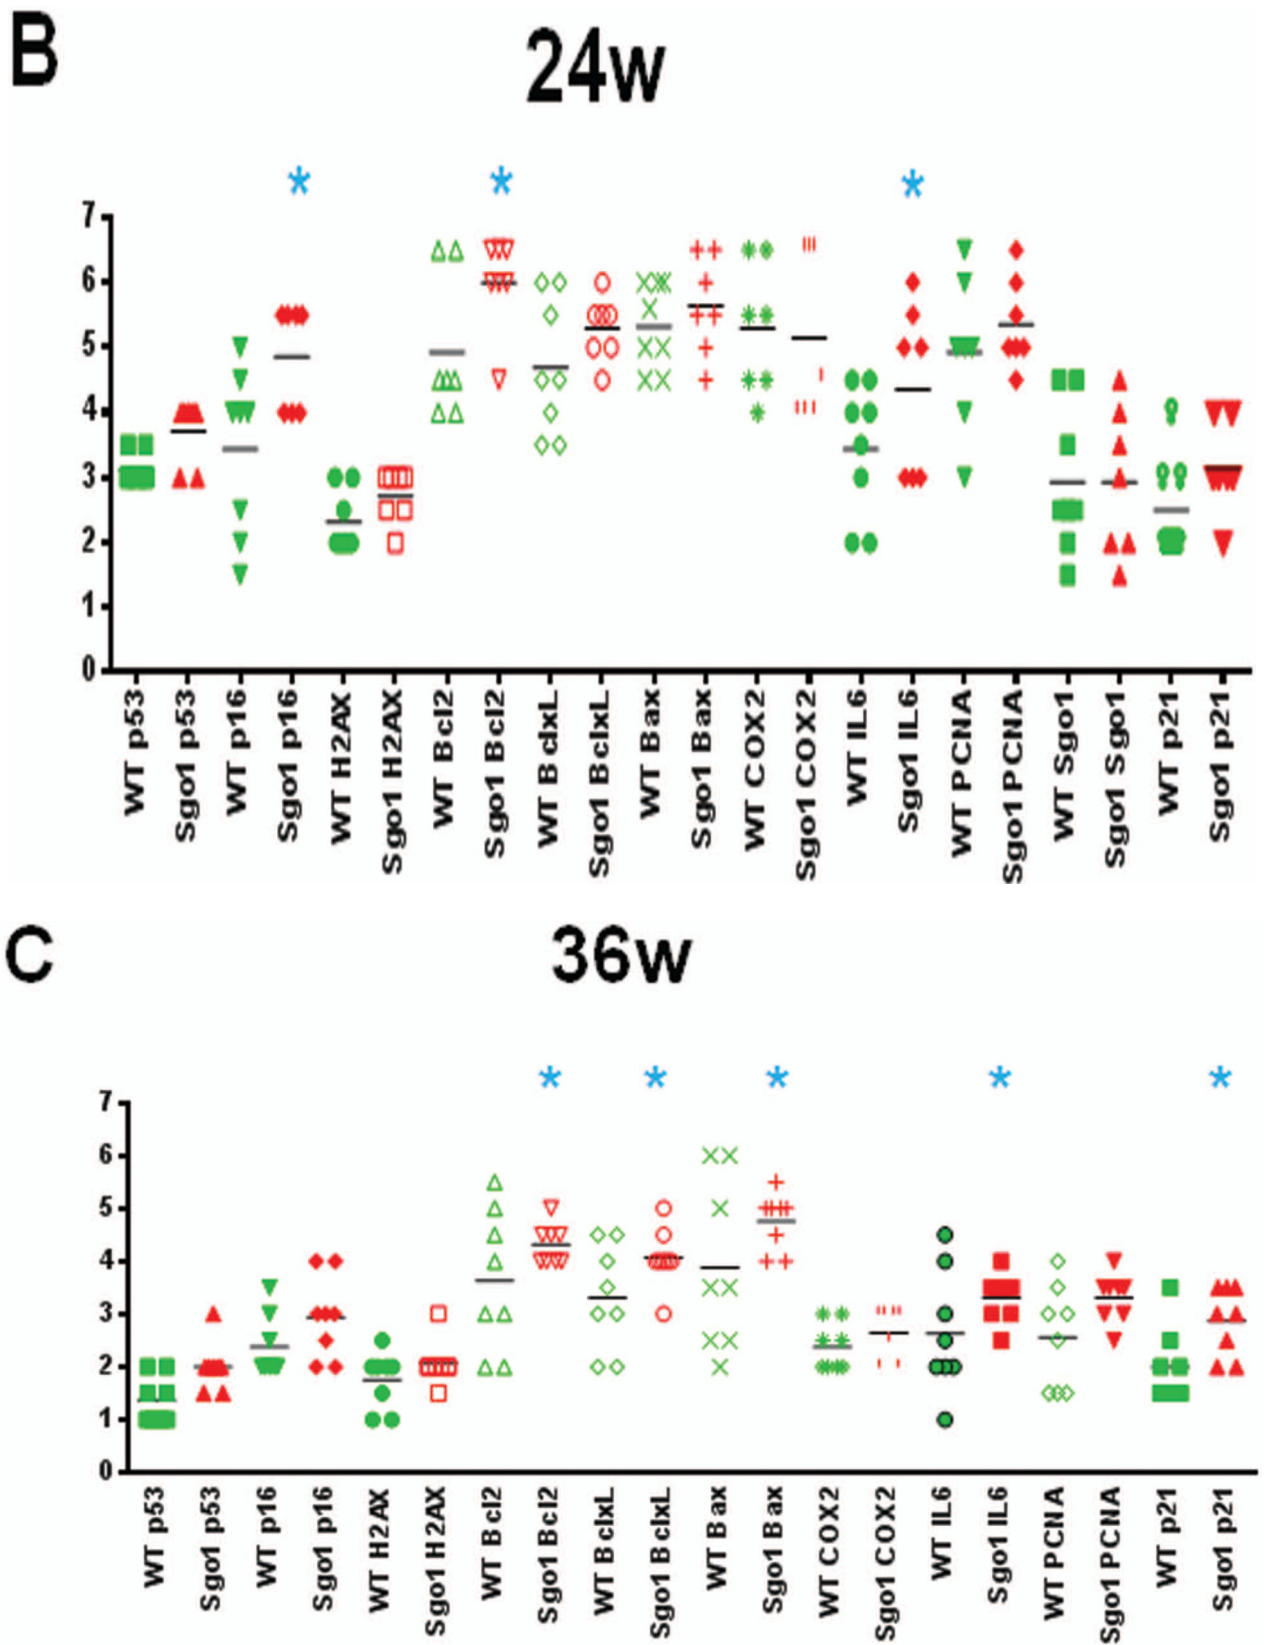 B
24w
* * *
7
6
5
4
3
2
1
0
WT p53
Sgo1 p53
WT p16
Sgo1 p16
WT H2AX
Sgo1 H2AX
WT Bcl2
Sgo1 Bcl2
WT BclxL
Sgo1 BclxL
WT Bax
Sgo1 Bax
WT COX2
Sgo1 COX2
WT IL6
Sgo1 IL6
WT PCNA
Sgo1 PCNA
WT Sgo1
Sgo1 Sgo1
WT p21
Sgo1 p21
C
36w
* * * * *
7
6
5
4
3
2
1
0
WT p53
Sgo1 p53
WT p16
Sgo1 p16
WT H2AX
Sgo1 H2AX
WT Bcl2
Sgo1 Bcl2
WT BclxL
Sgo1 BclxL
WT Bax
Sgo1 Bax
WT COX2
Sgo1 COX2
WT IL6
Sgo1 IL6
WT PCNA
Sgo1 PCNA
WT p21
Sgo1 p21